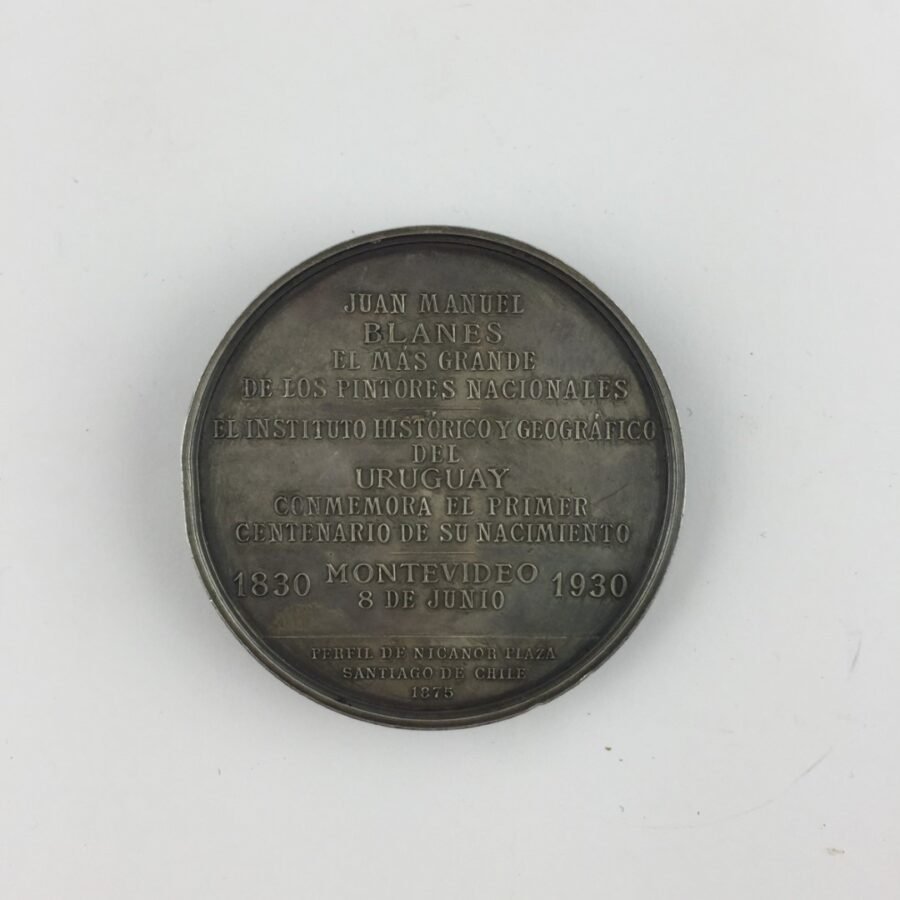 JUAN MANUEL
BLANES
EL MÁS GRANDE
DE LOS PINTORES NACIONALES
EL INSTITUTO HISTÓRICO Y GEOGRÁFICO
DEL
URUGUAY
CONMEMORA EL PRIMER
CENTENARIO DE SU NACIMIENTO
1830 MONTEVIDEO 1930
8 DE JUNIO
PERFIL DE NICANOR PLAZA
SANTIAGO DE CHILE
1875